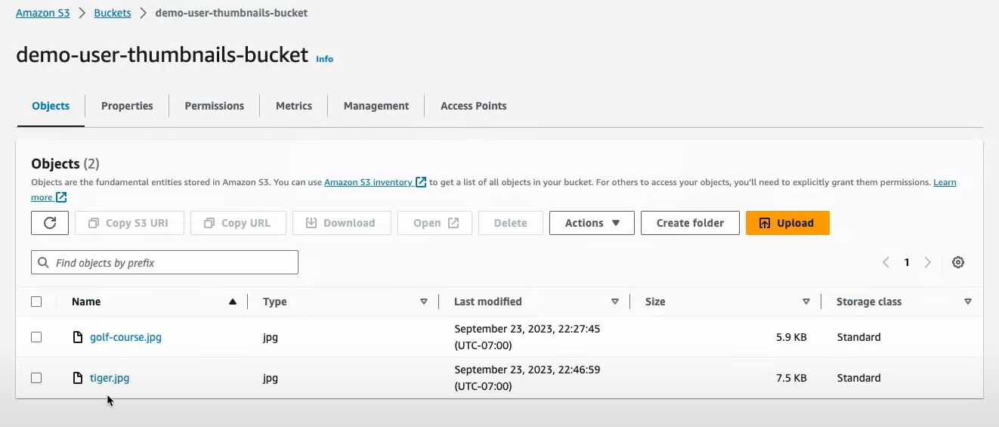 Amazon S3 > Buckets > demo-user-thumbnails-bucket
demo-user-thumbnails-bucket Info
Objects Properties Permissions Metrics Management Access Points
Objects (2)
Objects are the fundamental entities stored in Amazon S3. You can use Amazon S3 inventory to get a list of all objects in your bucket. For others to access your objects, you'll need to explicitly grant them permissions. Learn
more
Copy S3 URI Copy URL Download Open Delete Actions Create folder Upload
Find objects by prefix 1
Name Type Last modified Size Storage class
golf-course.jpg jpg September 23, 2023, 22:27:45 5.9 KB Standard
(UTC-07:00)
tiger.jpg jpg September 23, 2023, 22:46:59 7.5 KB Standard
(UTC-07:00)